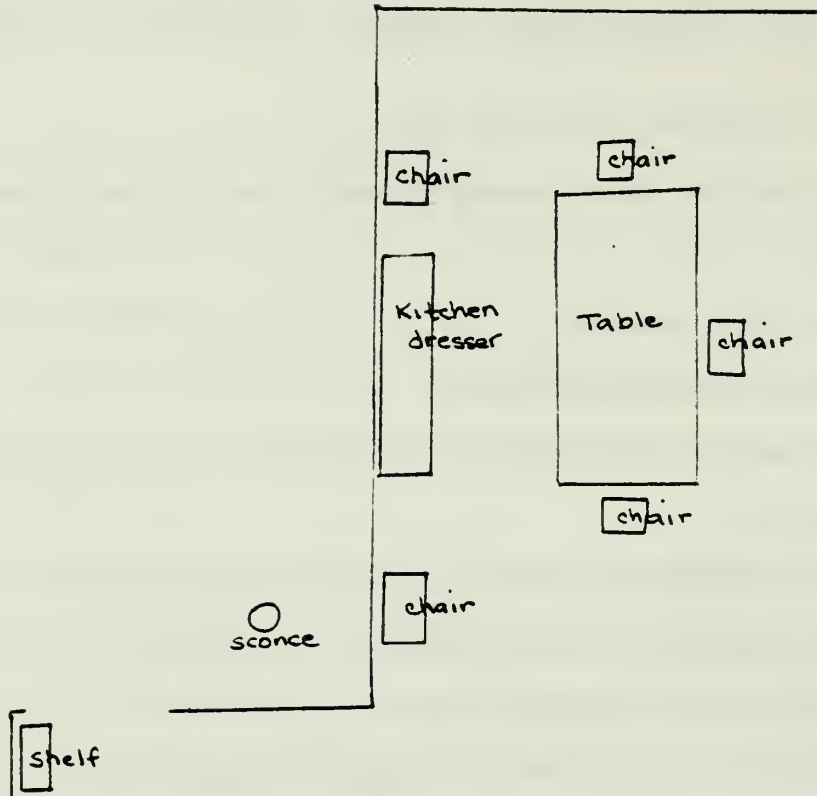 chair
chair
Kitchen
dresser
Table
chair
chair
chair
sconce
shelf